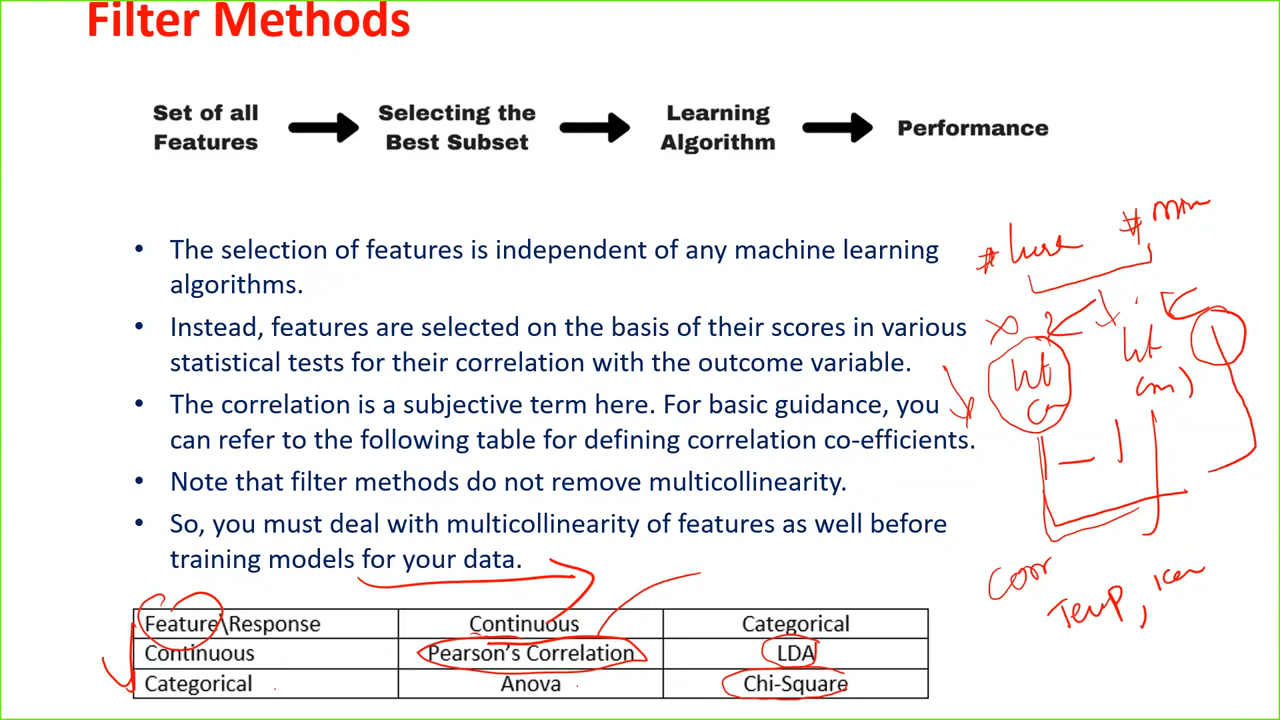 Filter Methods
Set of all
Features
Selecting the
Best Subset
Learning
Algorithm
Performance
• The selection of features is independent of any machine learning
algorithms.
• Instead, features are selected on the basis of their scores in various
statistical tests for their correlation with the outcome variable.
• The correlation is a subjective term here. For basic guidance, you
can refer to the following table for defining correlation co-efficients.
• Note that filter methods do not remove multicollinearity.
• So, you must deal with multicollinearity of features as well before
training models for your data.
Feature\Response Continuous Categorical
Continuous Pearson's Correlation LDA
Categorical Anova Chi-Square
ht
ht
Corr
Temp,